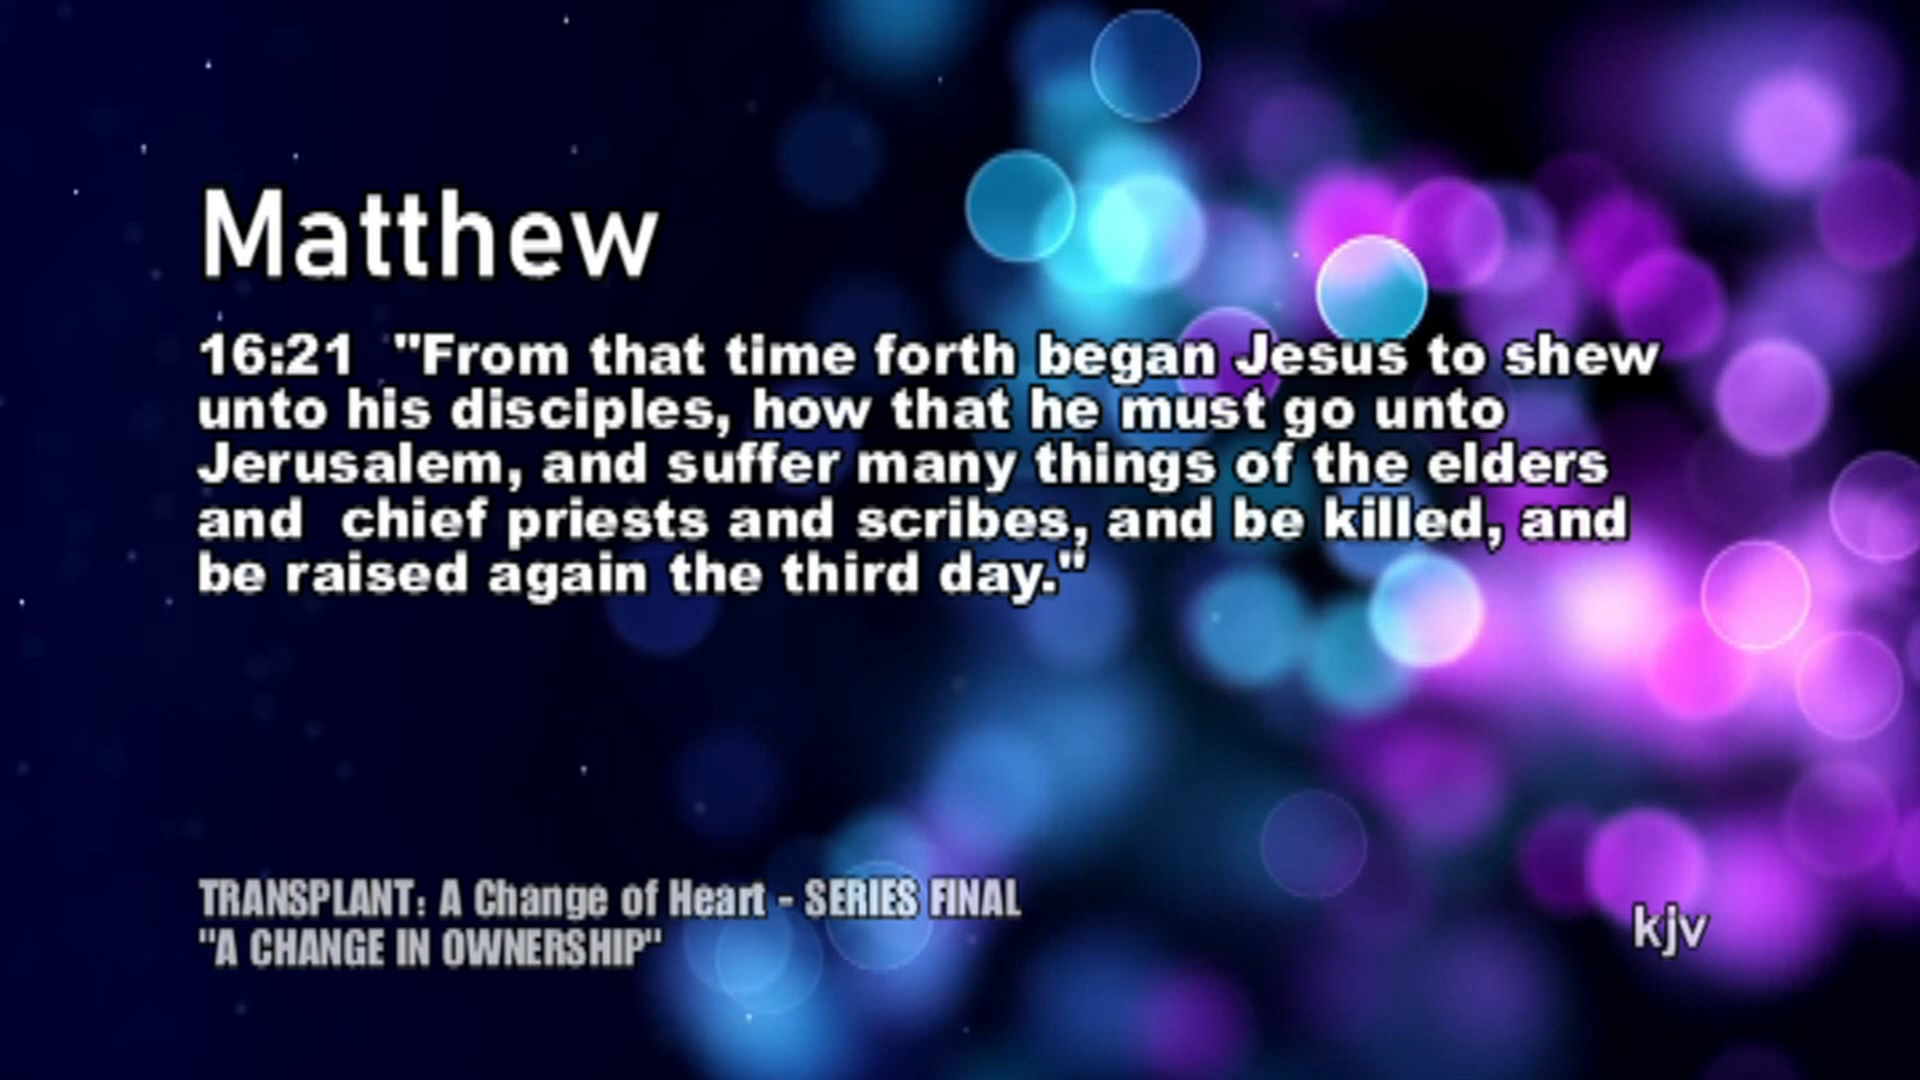 Matthew
16:21  "From that time forth began Jesus to shew
unto his disciples, how that he must go unto
Jerusalem, and suffer many things of the elders
and  chief priests and scribes, and be killed, and
be raised again the third day."
TRANSPLANT: A Change of Heart - SERIES FINAL
"A CHANGE IN OWNERSHIP"
kjv